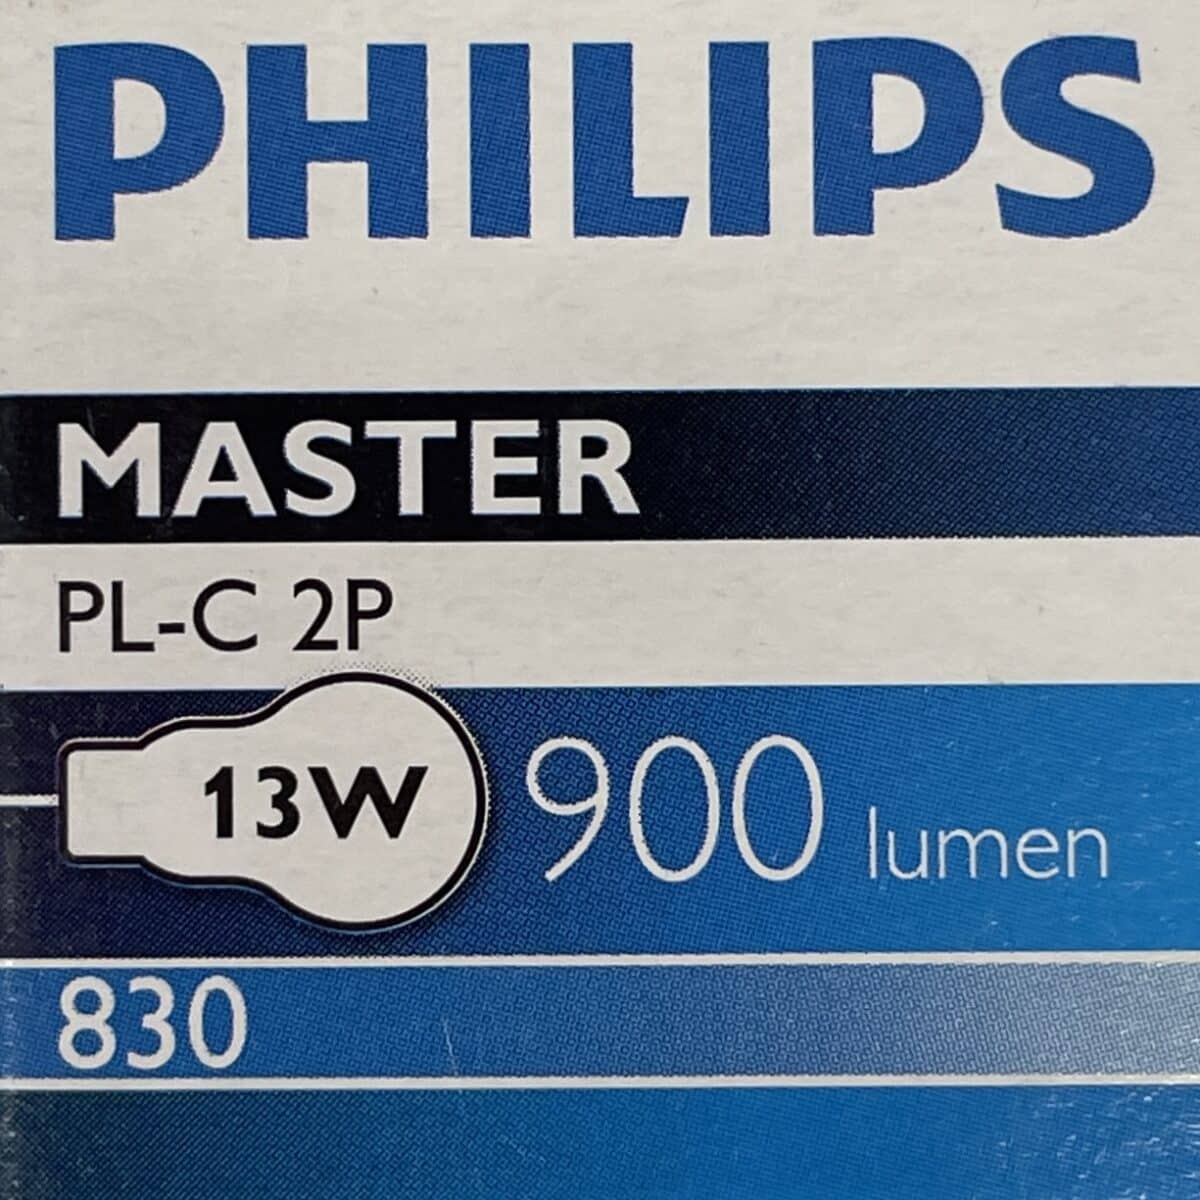 PHILIPS
MASTER
PL-C 2P
13W 900 lumen
830